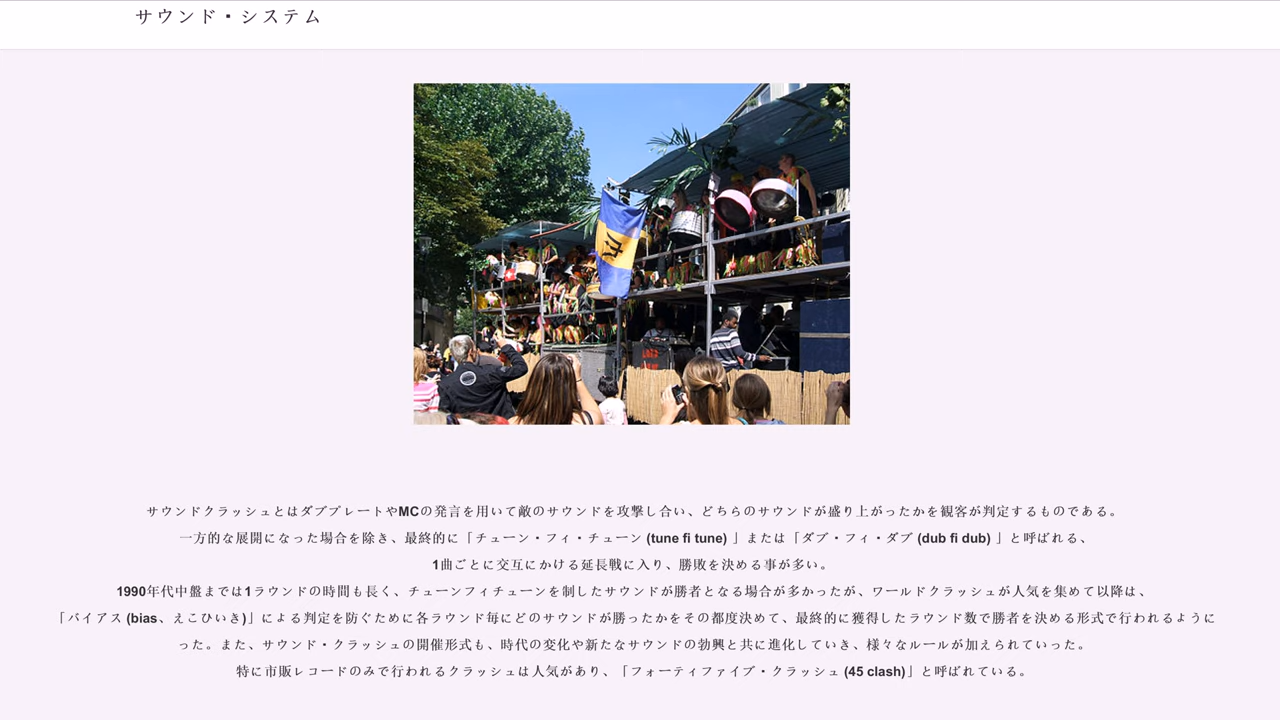 サウンド・システム
サウンドクラッシュとはダブプレートやMCの発言を用いて敵のサウンドを攻撃し合い、どちらのサウンドが盛り上がったかを観客が判定するものである。
一方的な展開になった場合を除き、最終的に「チューン・フィ・チューン (tune fi tune) 」または「ダブ・フィ・ダブ (dub fi dub) 」と呼ばれる、
1曲ごとに交互にかける延長戦に入り、勝敗を決める事が多い。
1990年代中盤までは1ラウンドの時間も長く、チューンフィチューンを制したサウンドが勝者となる場合が多かったが、ワールドクラッシュが人気を集めて以降は、
「バイアス (bias、えこひいき)」による判定を防ぐために各ラウンド毎にどのサウンドが勝ったかをその都度決めて、最終的に獲得したラウンド数で勝者を決める形式で行われるように
った。また、サウンド・クラッシュの開催形式も、時代の変化や新たなサウンドの勃興と共に進化していき、様々なルールが加えられていった。
特に市販レコードのみで行われるクラッシュは人気があり、「フォーティファイブ・クラッシュ (45 clash)」と呼ばれている。